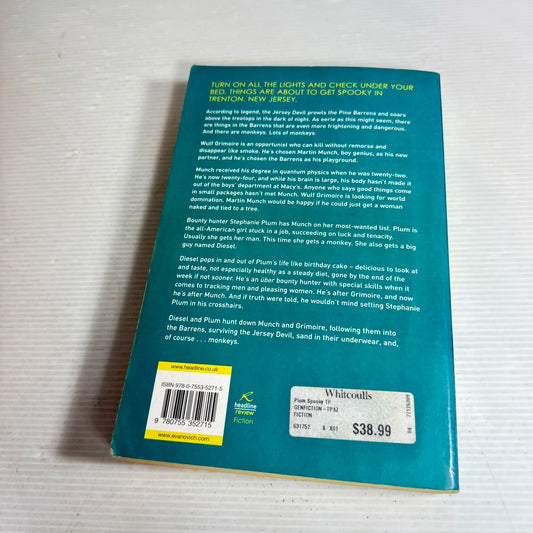 TURN ON ALL THE LIGHTS AND CHECK UNDER YOUR
BED. THINGS ARE ABOUT TO GET SPOOKY IN
TRENTON, NEW JERSEY.
According to legend, the Jersey Devil prowls the Pine Barrens and soars
above the treetops in the dark of night. As eerie as this might seem, there
are things in the Barrens that are even more frightening and dangerous.
And there are monkeys. Lots of monkeys.
Wulf Grimoire is an opportunist who can kill without remorse and
disappear like smoke. He's chosen Martin Munch, boy genius, as his new
partner, and he's chosen the Barrens as his playground.
Munch received his degree in quantum physics when he was twenty-two.
He's now twenty-four, and while his brain is large, his body hasn't made it
out of the boys' department at Macy's. Anyone who says good things come
in small packages hasn't met Munch. Wulf Grimoire is looking for world
domination. Martin Munch would be happy if he could just get a woman
naked and tied to a tree.
Bounty hunter Stephanie Plum has Munch on her most-wanted list. Plum is
the all-American girl stuck in a job, succeeding on luck and tenacity.
Usually she gets her man. This time she gets a monkey. She also gets a big
guy named Diesel.
Diesel pops in and out of Plum's life like birthday cake – delicious to look at
and taste, not especially healthy as a steady diet, gone by the end of the
week if not sooner. He's an über bounty hunter with special skills when it
comes to tracking men and pleasing women. He's after Grimoire, and now
he's after Munch. And if truth were told, he wouldn't mind setting Stephanie
Plum in his crosshairs.
Diesel and Plum hunt down Munch and Grimoire, following them into
the Barrens, surviving the Jersey Devil, sand in their underwear, and,
of course . . . monkeys.
www.headline.co.uk
ISBN 978-0-7553-5271-5
9 780755 352715
www.evanovich.com
headline
review
Fiction
Whitcoulls
Plum Spooky TP
GENFICTION - TPAZ
FICTION
631752 6 X01 $38.99
77126309
04